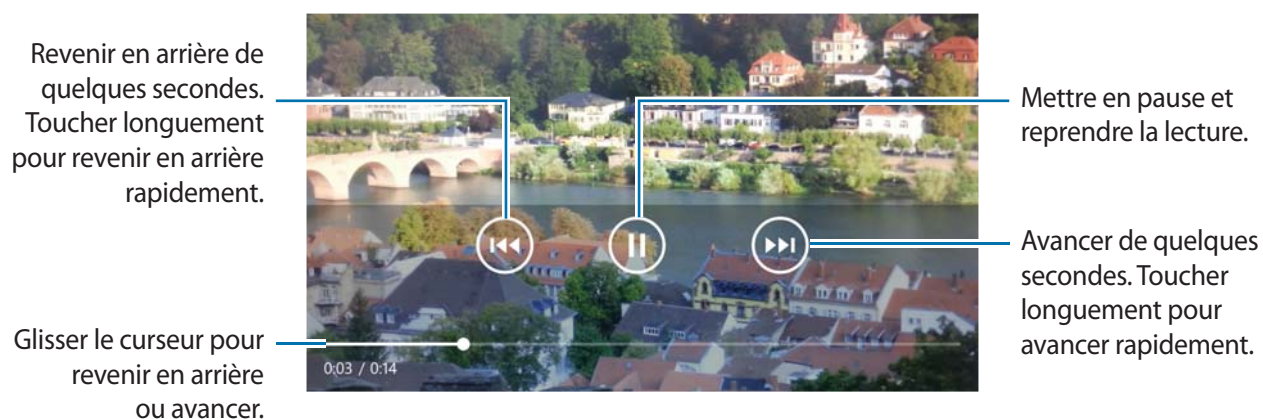 Revenir en arrière de
quelques secondes.
Toucher longuement
pour revenir en arrière
rapidement.
Mettre en pause et
reprendre la lecture.
Avancer de quelques
secondes. Toucher
longuement pour
avancer rapidement.
Glisser le curseur pour
revenir en arrière
ou avancer.
0:03 / 0:14